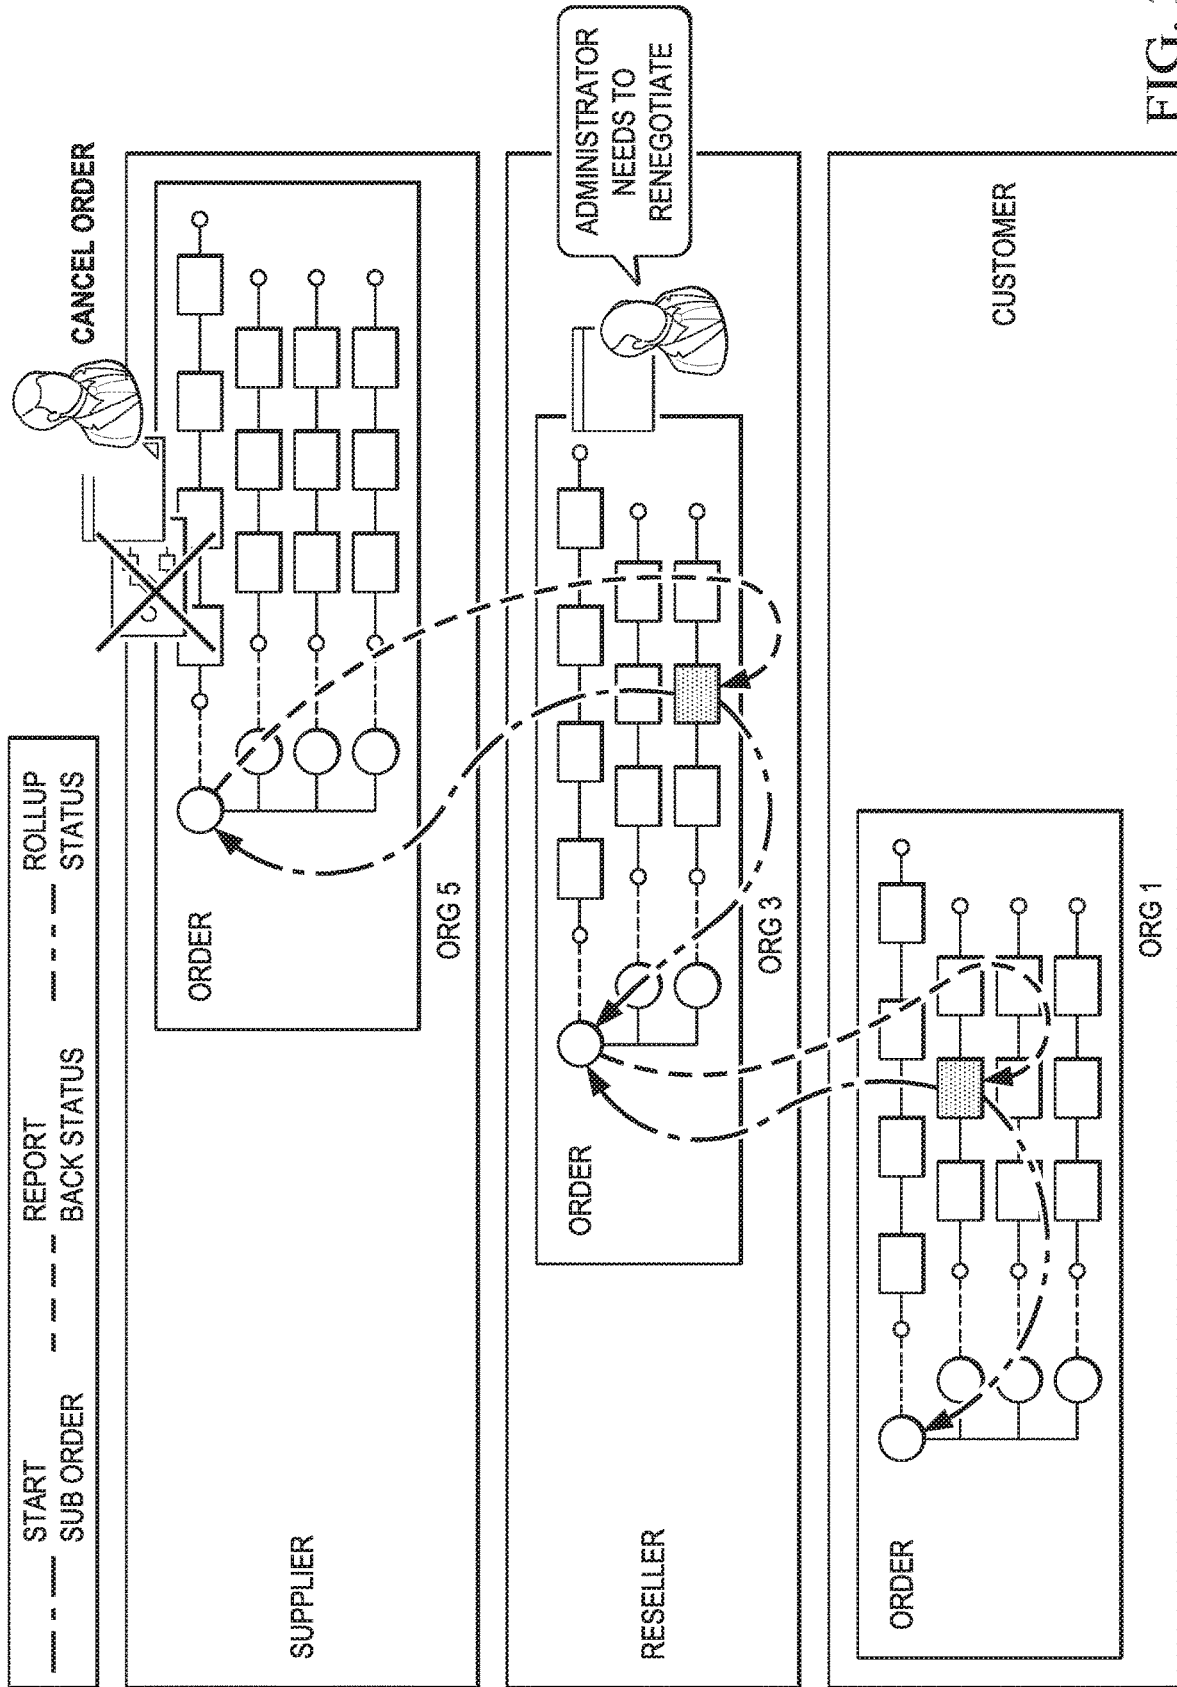 START
SUB ORDER
REPORT
BACK STATUS
ROLLUP
STATUS
CANCEL ORDER
SUPPLIER
ORDER
ORG 5
ADMINISTRATOR
NEEDS TO
RENEGOTIATE
RESELLER
ORDER
ORG 3
CUSTOMER
ORDER
ORG 1
FIG.